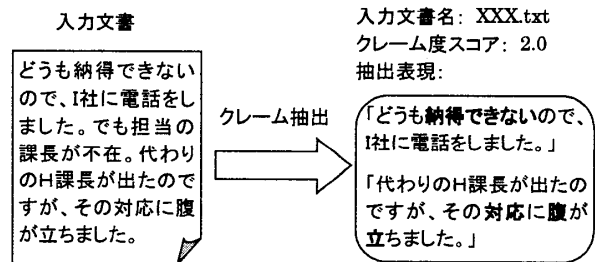 入力文書
どうも納得できない
ので、I社に電話をし
ました。でも担当の
課長が不在。代わり
のH課長が出たので
すが、その対応に腹
が立ちました。
クレーム抽出
入力文書名: XXX.txt
クレーム度スコア: 2.0
抽出表現:
「どうも納得できないので、
I社に電話をしました。」
「代わりのH課長が出たの
ですが、その対応に腹が
立ちました。」